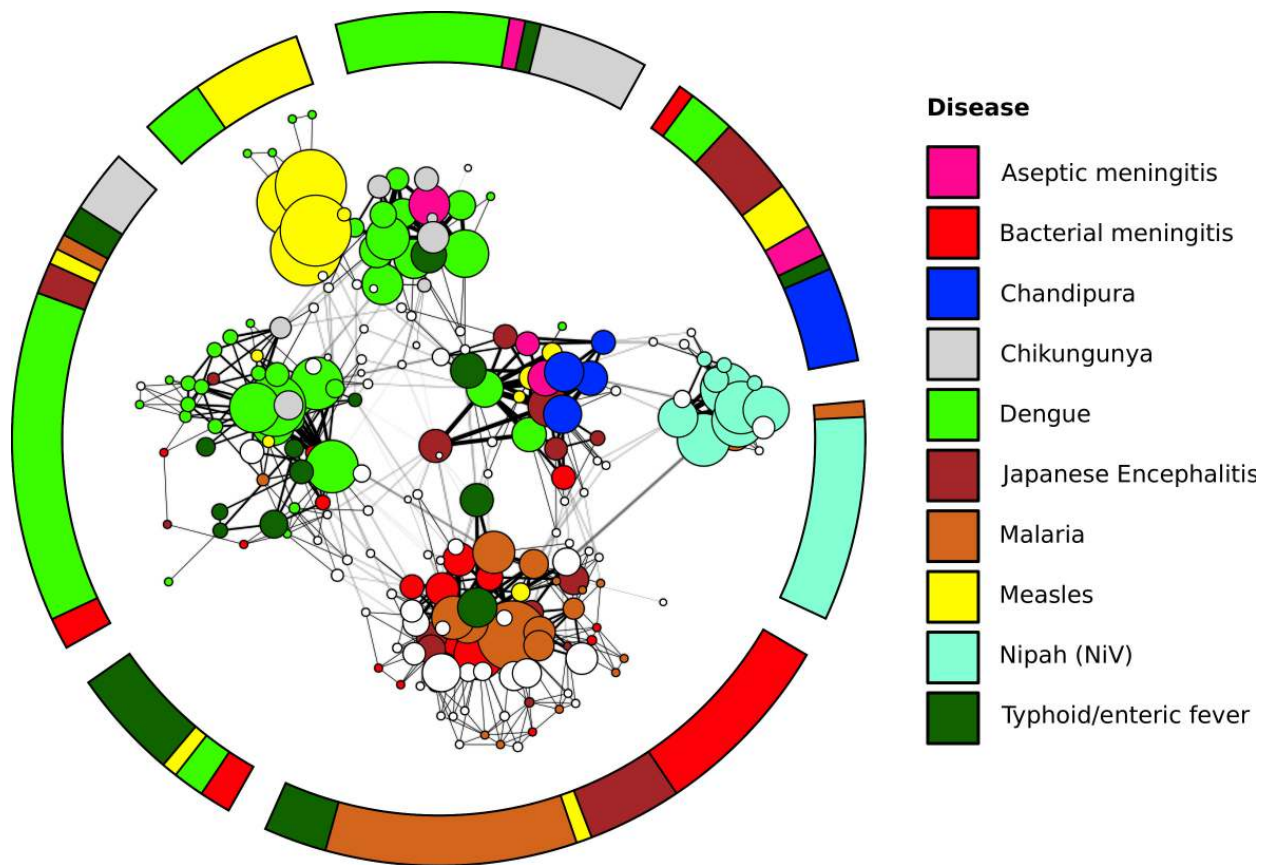 Disease
Aseptic meningitis
Bacterial meningitis
Chandipura
Chikungunya
Dengue
Japanese Encephalitis
Malaria
Measles
Nipah (NiV)
Typhoid/enteric fever